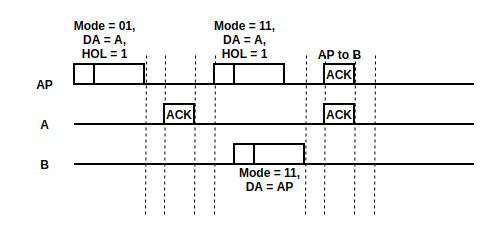 Mode = 01,
DA = A,
HOL = 1
Mode = 11,
DA = A,
HOL = 1
AP to B
AP
ACK
A
ACK
ACK
B
Mode = 11,
DA = AP